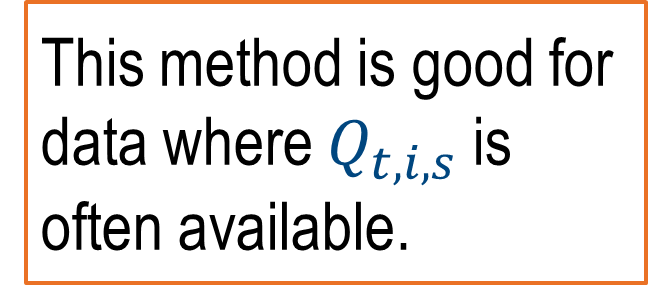 This method is good for
data where Q_{t,i,s} is
often available.